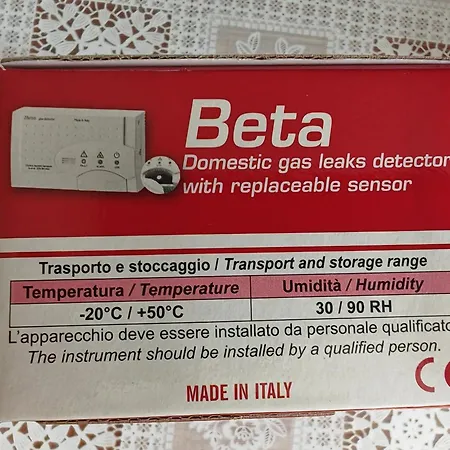 Beta
Domestic gas leaks detector
with replaceable sensor
Trasporto e stoccaggio / Transport and storage range
Temperatura / Temperature Umidità / Humidity
-20°C / +50°C 30 / 90 RH
L'apparecchio deve essere installato da personale qualificato
The instrument should be installed by a qualified person.
MADE IN ITALY
CE